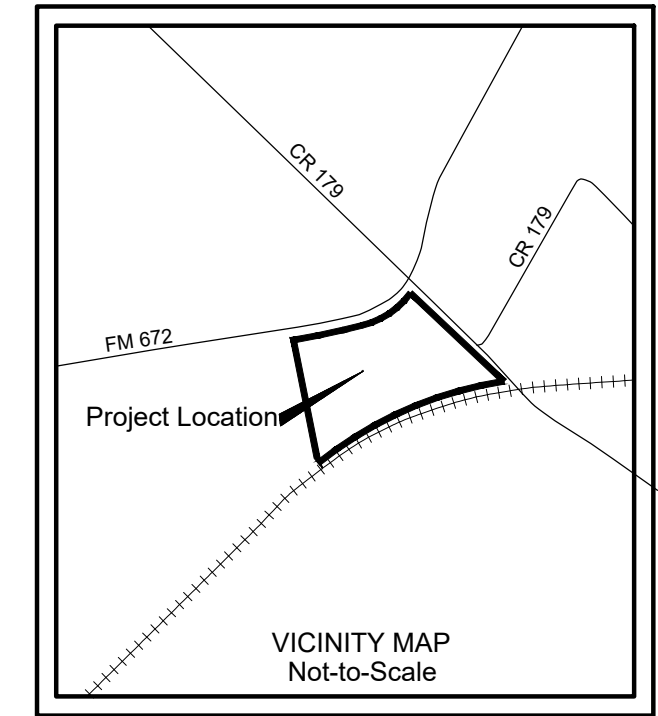 CR 179
CR 179
FM 672
Project Location
VICINITY MAP
Not-to-Scale